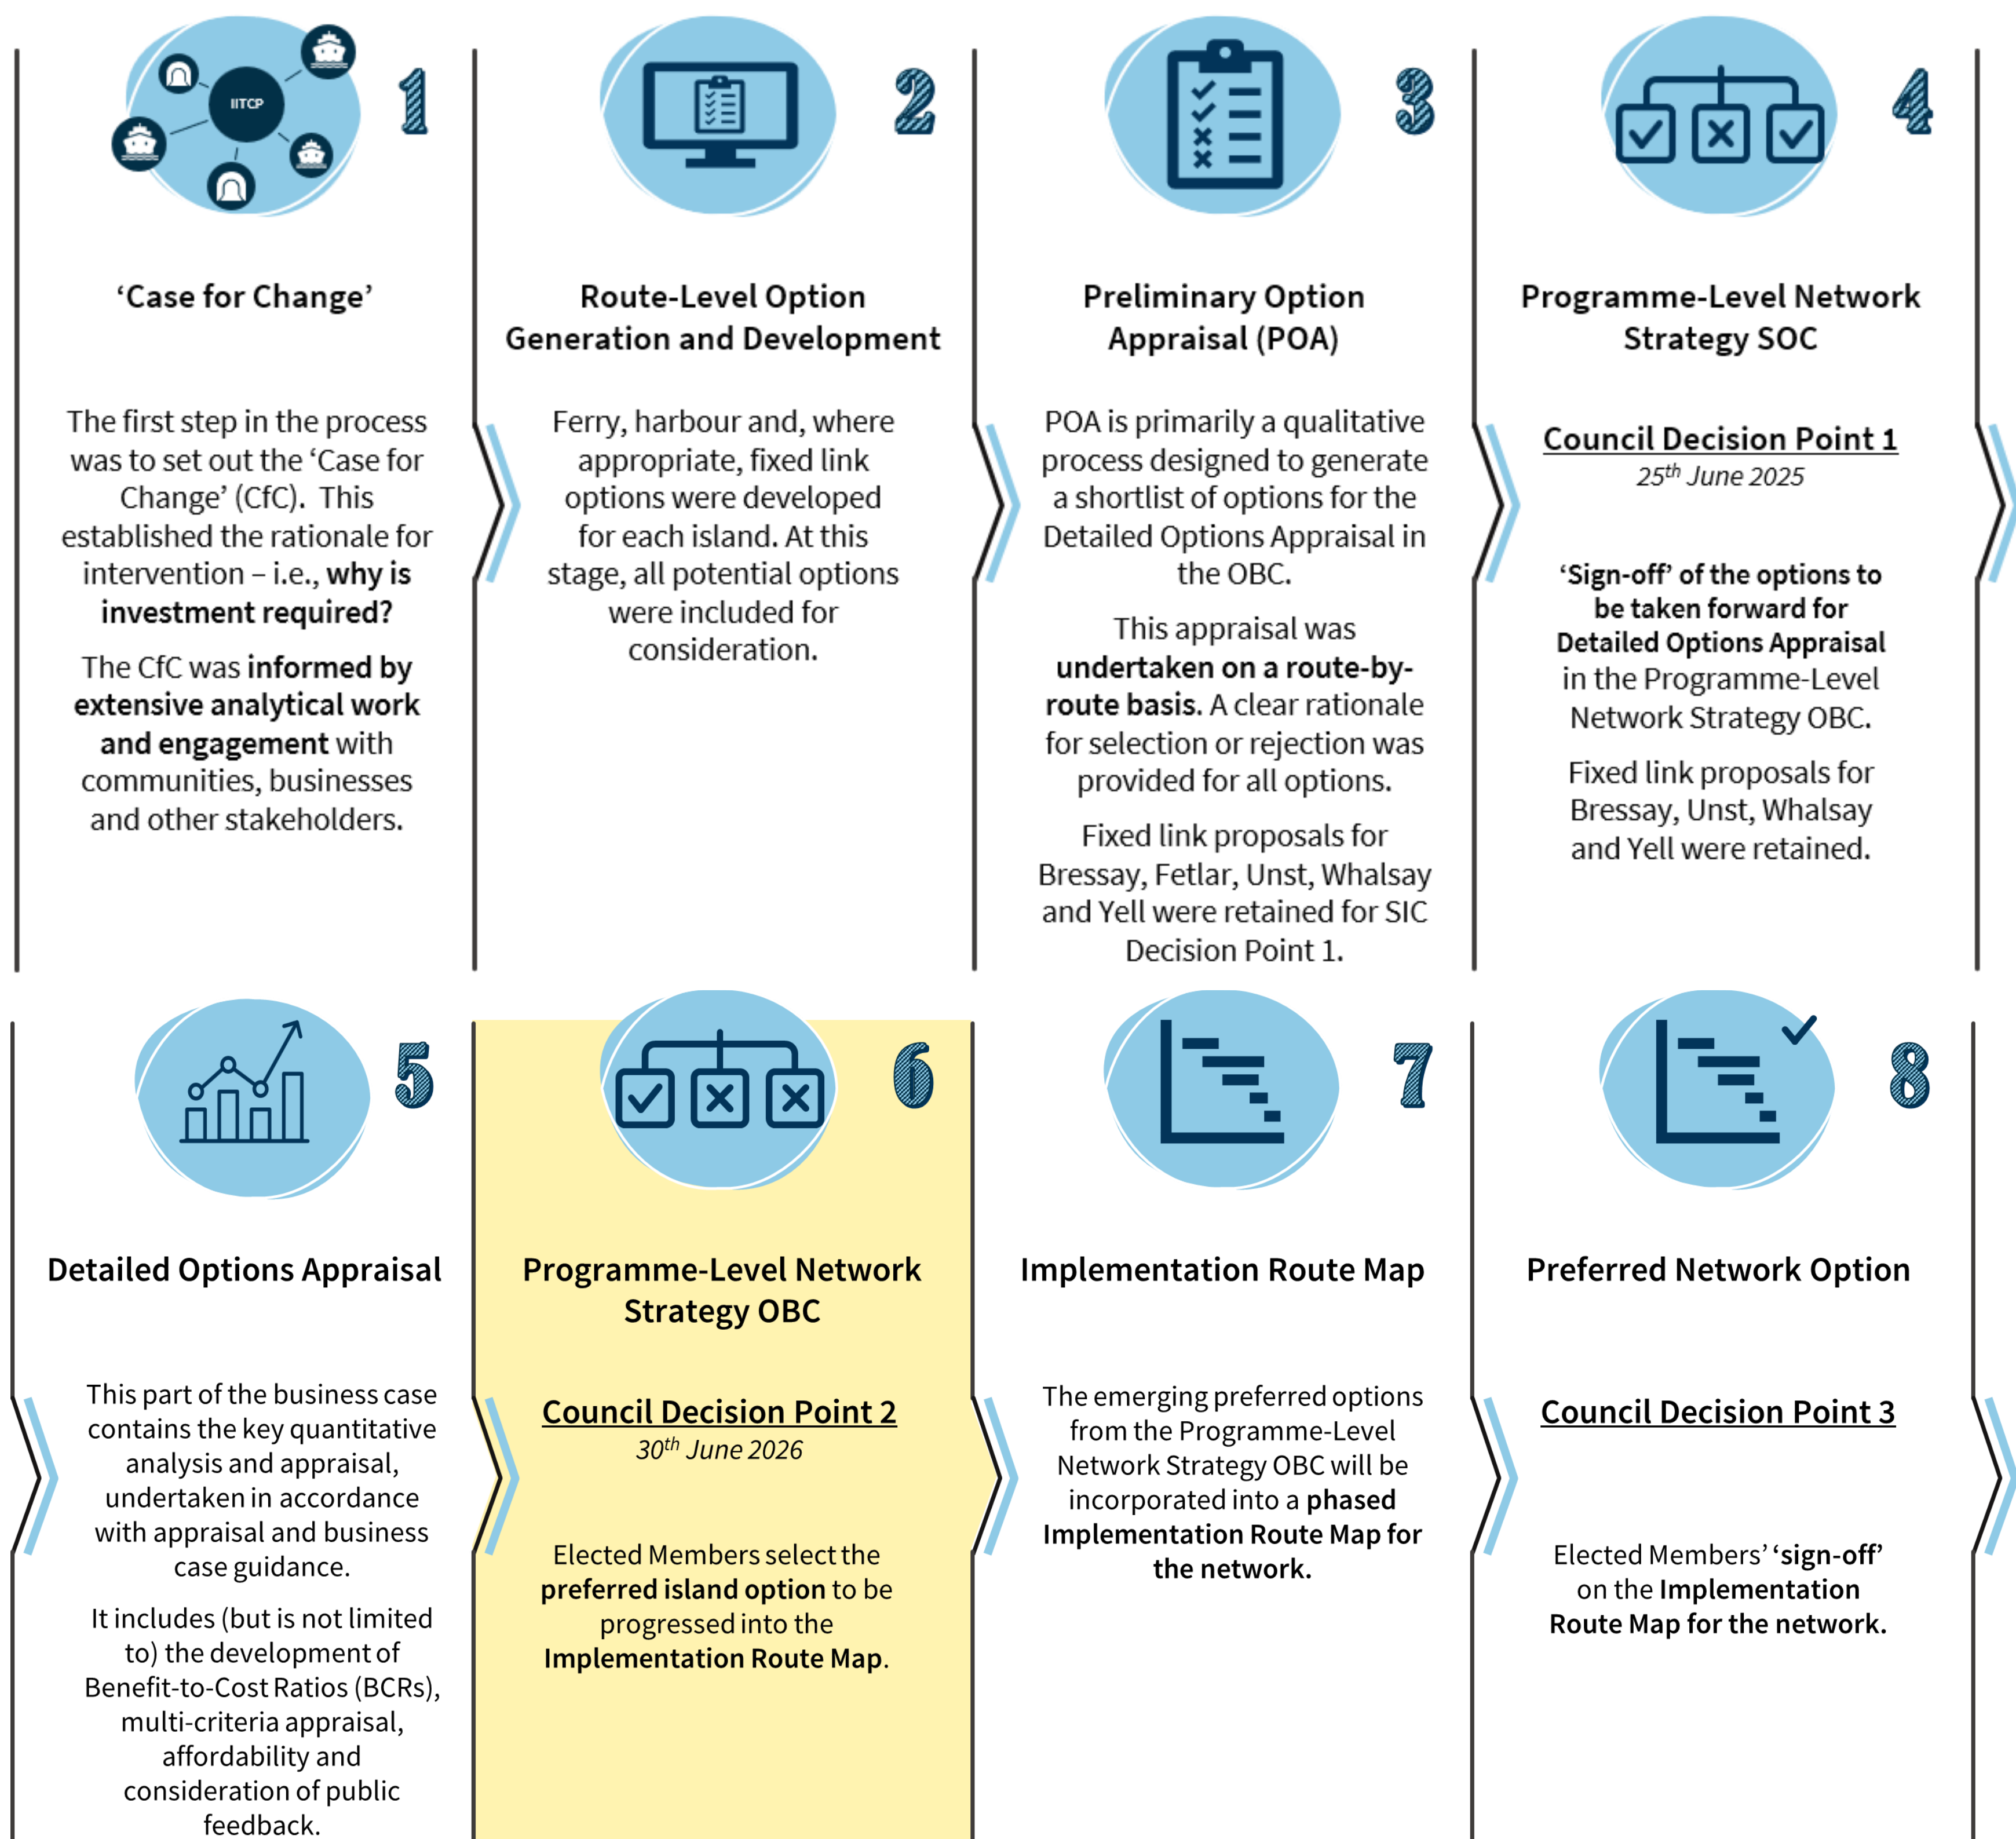 IITCP
1
‘Case for Change’
The first step in the process
was to set out the ‘Case for
Change’ (CfC). This
established the rationale for
intervention – i.e., why is
investment required?
The CfC was informed by
extensive analytical work
and engagement with
communities, businesses
and other stakeholders.
2
Route-Level Option
Generation and Development
Ferry, harbour and, where
appropriate, fixed link
options were developed
for each island. At this
stage, all potential options
were included for
consideration.
3
Preliminary Option
Appraisal (POA)
POA is primarily a qualitative
process designed to generate
a shortlist of options for the
Detailed Options Appraisal in
the OBC.
This appraisal was
undertaken on a route-by-
route basis. A clear rationale
for selection or rejection was
provided for all options.
Fixed link proposals for
Bressay, Fetlar, Unst, Whalsay
and Yell were retained for SIC
Decision Point 1.
4
Programme-Level Network
Strategy SOC
Council Decision Point 1
25th June 2025
‘Sign-off’ of the options to
be taken forward for
Detailed Options Appraisal
in the Programme-Level
Network Strategy OBC.
Fixed link proposals for
Bressay, Unst, Whalsay
and Yell were retained.
5
Detailed Options Appraisal
This part of the business case
contains the key quantitative
analysis and appraisal,
undertaken in accordance
with appraisal and business
case guidance.
It includes (but is not limited
to) the development of
Benefit-to-Cost Ratios (BCRs),
multi-criteria appraisal,
affordability and
consideration of public
feedback.
6
Programme-Level Network
Strategy OBC
Council Decision Point 2
30th June 2026
Elected Members select the
preferred island option to be
progressed into the
Implementation Route Map.
7
Implementation Route Map
The emerging preferred options
from the Programme-Level
Network Strategy OBC will be
incorporated into a phased
Implementation Route Map for
the network.
8
Preferred Network Option
Council Decision Point 3
Elected Members’ ‘sign-off’
on the Implementation
Route Map for the network.